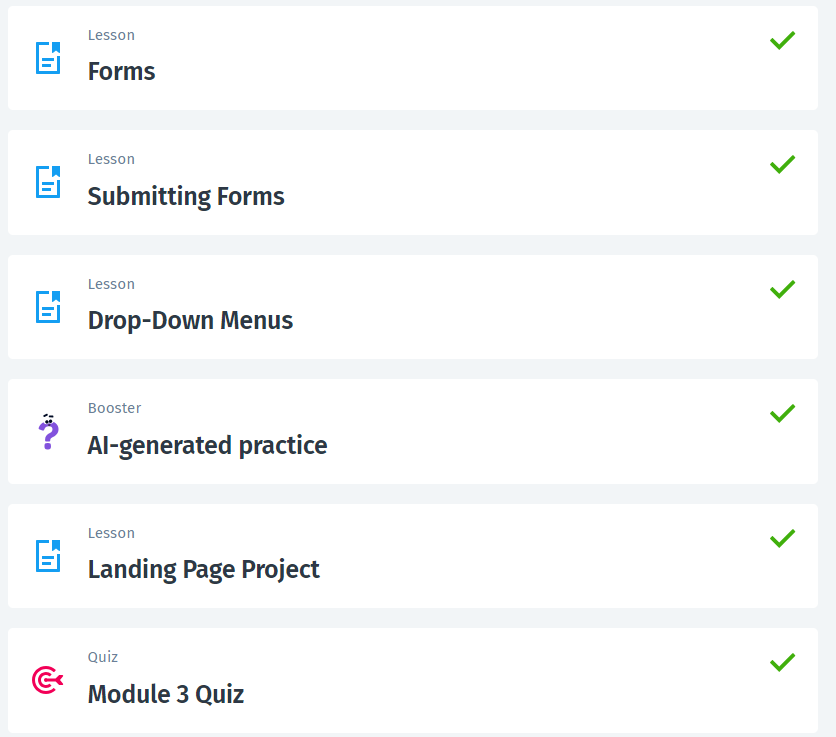 Lesson
Forms
Lesson
Submitting Forms
Lesson
Drop-Down Menus
Booster
AI-generated practice
Lesson
Landing Page Project
Quiz
Module 3 Quiz